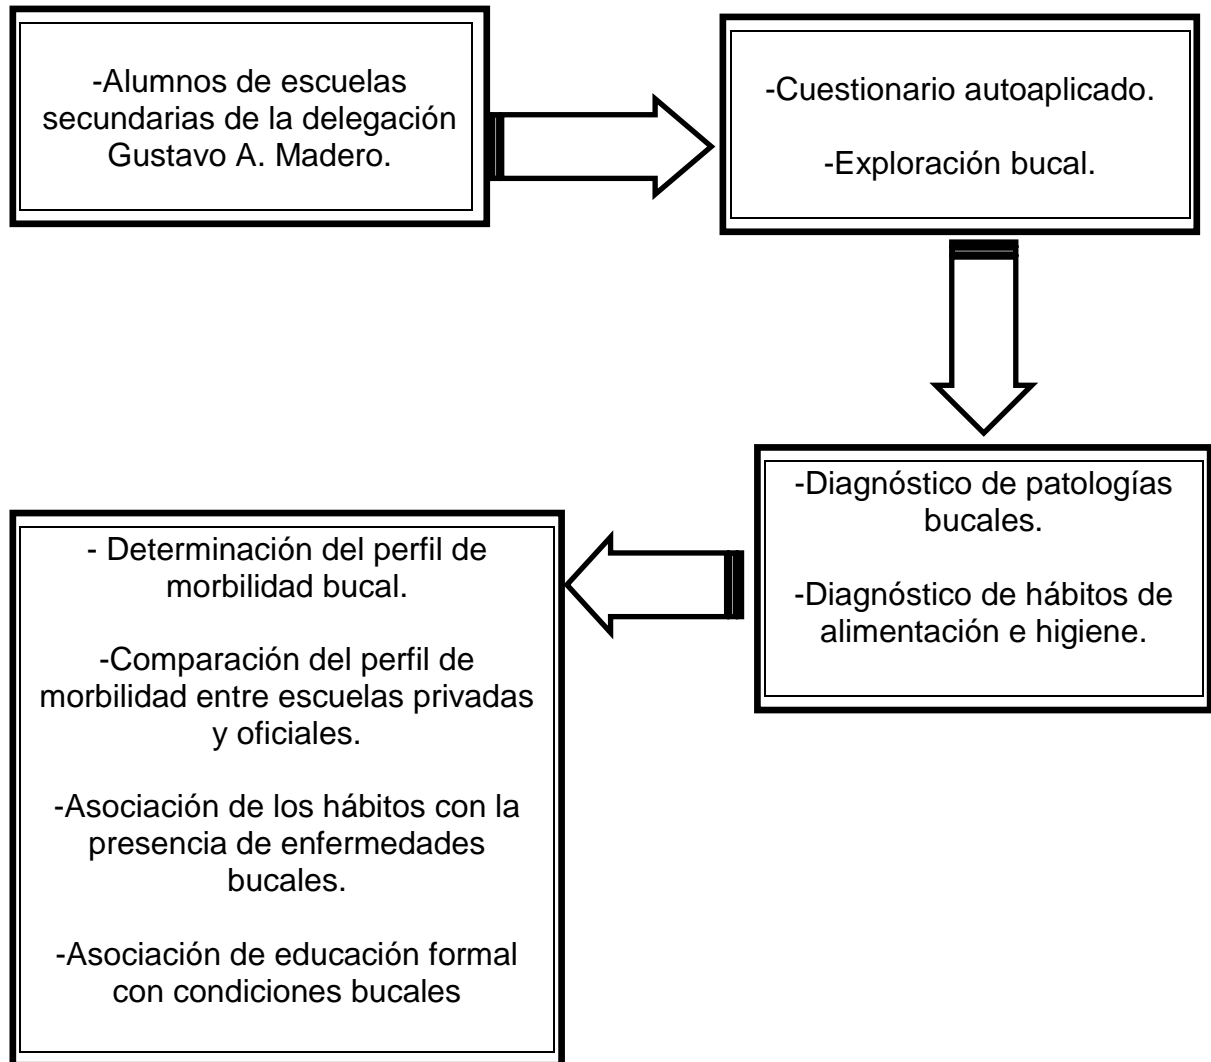 -Alumnos de escuelas
secundarias de la delegación
Gustavo A. Madero.
-Cuestionario autoaplicado.
-Exploración bucal.
-Diagnóstico de patologías
bucales.
-Diagnóstico de hábitos de
alimentación e higiene.
- Determinación del perfil de
morbilidad bucal.
-Comparación del perfil de
morbilidad entre escuelas privadas
y oficiales.
-Asociación de los hábitos con la
presencia de enfermedades
bucales.
-Asociación de educación formal
con condiciones bucales